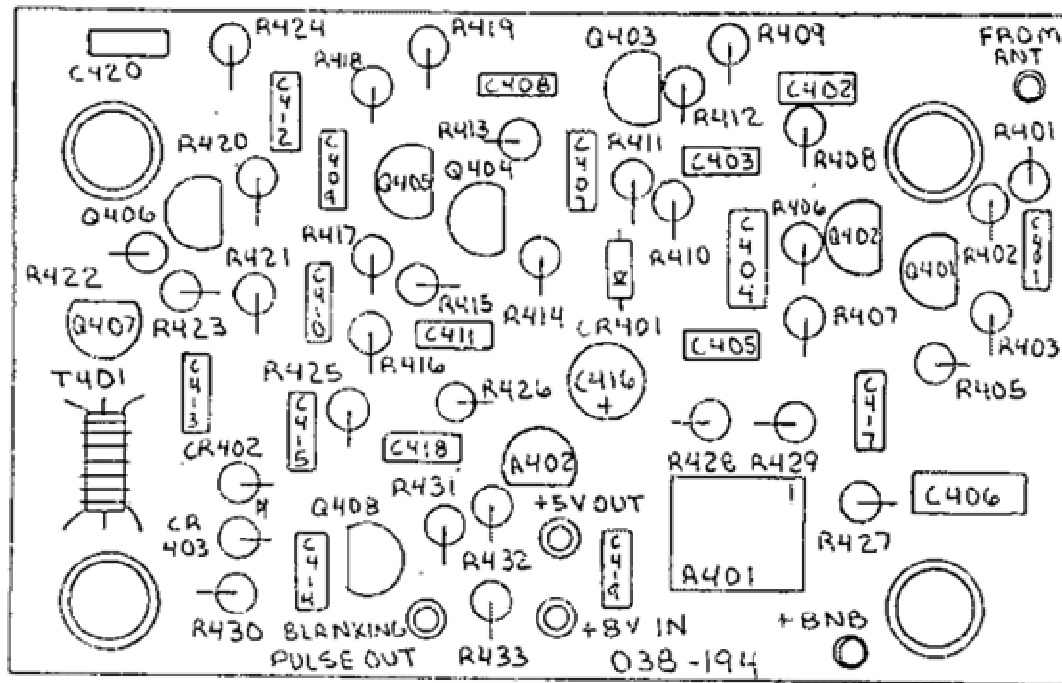 R424
R419
Q403
R409
FROM
ANT
C420
R418
C408
C402
C412
R412
R401
R413
R411
R408
R420
C409
Q405
Q404
C407
C403
Q406
R417
R406
Q402
R402
C401
R422
R421
C410
R415
R410
C404
Q401
Q407
R423
C411
R414
CR401
R407
R403
T401
R416
C405
R425
C413
R426
C416
+
R405
C417
CR402
C415
C418
A402
R428
R429
R431
+5V OUT
1
C406
Q408
CR
403
R432
R427
C414
C419
A401
R430
BLANKING
PULSE OUT
R433
+8V IN
+8NB
038-194